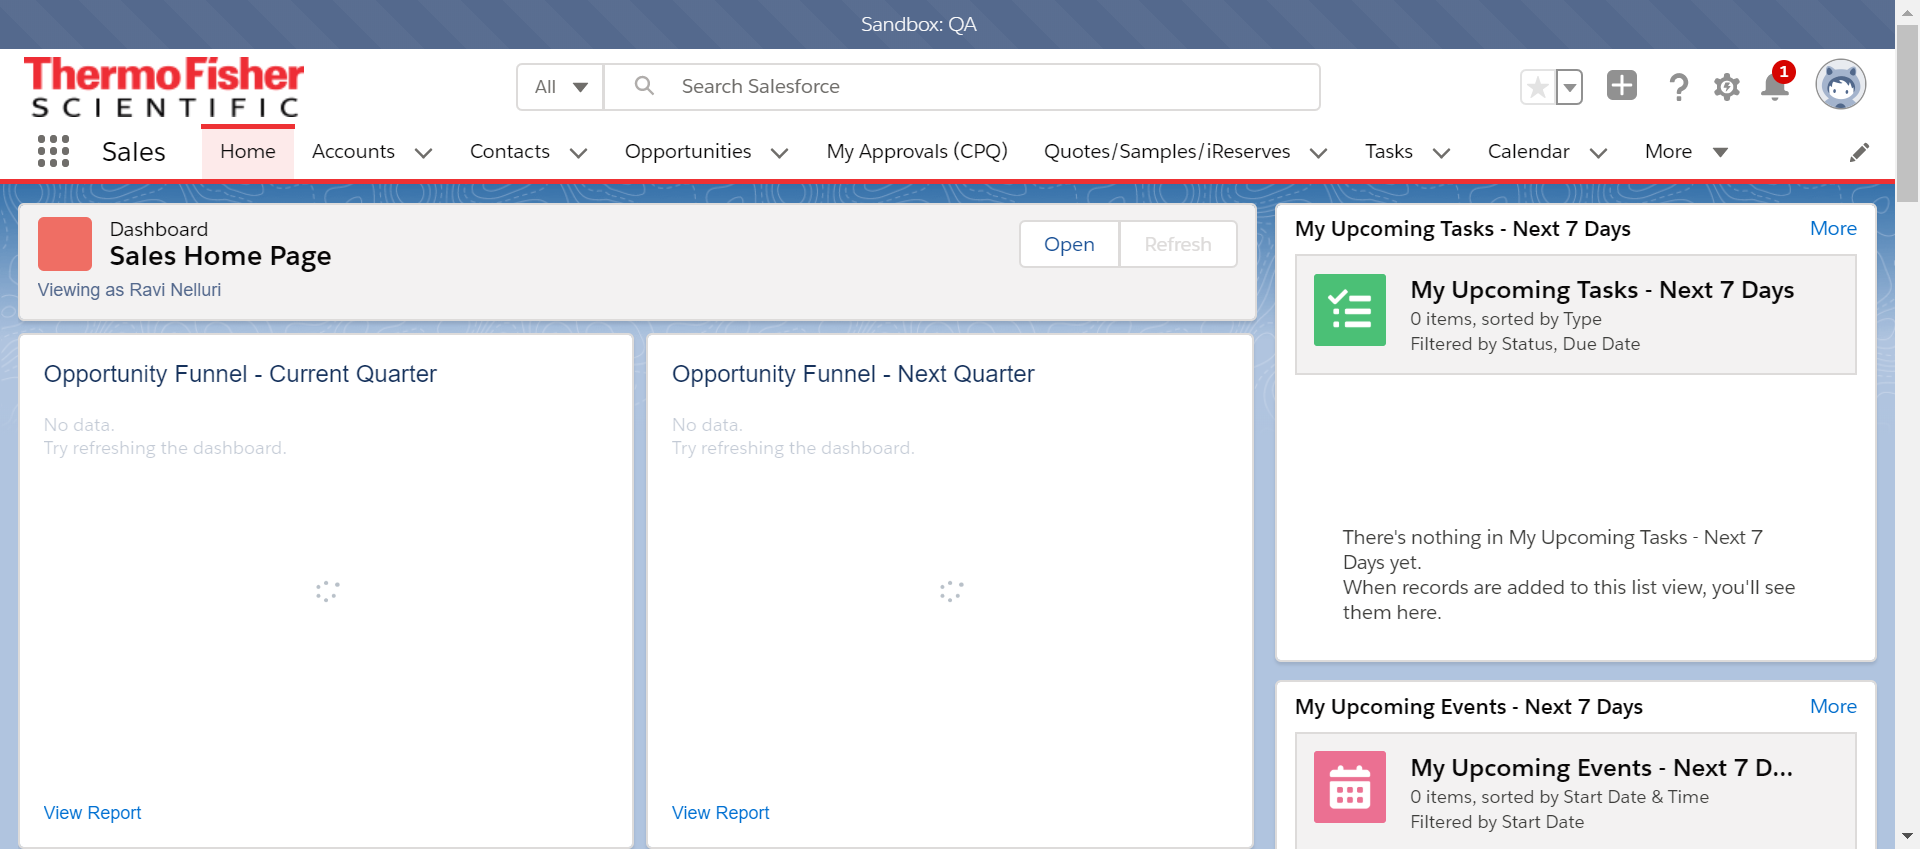 Sandbox: QA
ThermoFisher
SCIENTIFIC
All
Search Salesforce
1
Sales
Home
Accounts
Contacts
Opportunities
My Approvals (CPQ)
Quotes/Samples/iReserves
Tasks
Calendar
More
Dashboard
Sales Home Page
Viewing as Ravi Nelluri
Open
Refresh
Opportunity Funnel - Current Quarter
No data.
Try refreshing the dashboard.
View Report
Opportunity Funnel - Next Quarter
No data.
Try refreshing the dashboard.
View Report
My Upcoming Tasks - Next 7 Days
More
My Upcoming Tasks - Next 7 Days
0 items, sorted by Type
Filtered by Status, Due Date
There's nothing in My Upcoming Tasks - Next 7
Days yet.
When records are added to this list view, you'll see
them here.
My Upcoming Events - Next 7 Days
More
My Upcoming Events - Next 7 D...
0 items, sorted by Start Date & Time
Filtered by Start Date